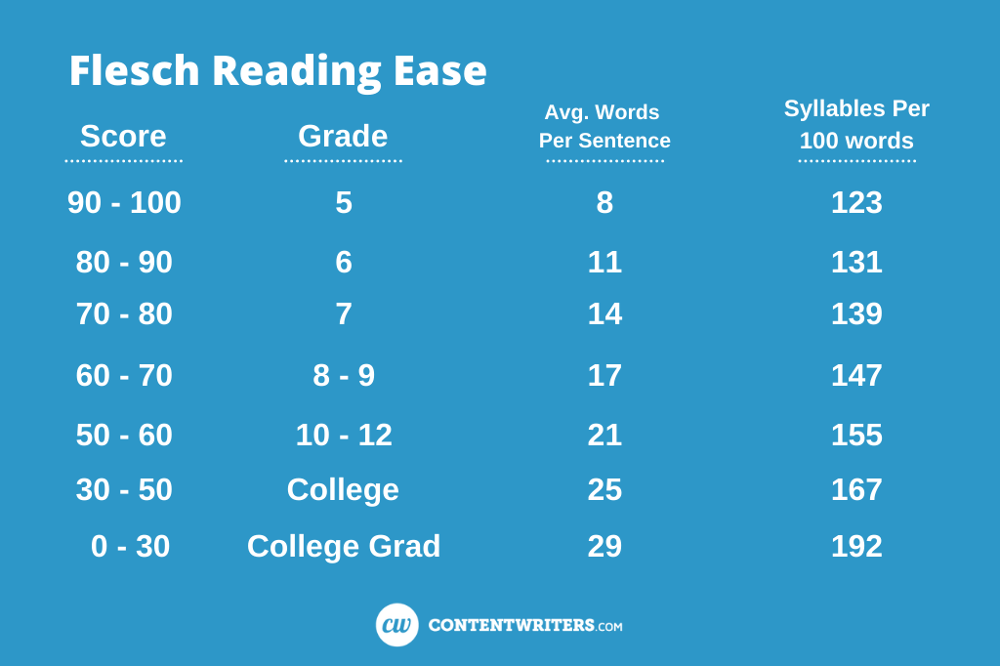 Flesch Reading Ease
Score Grade Avg. Words Per Sentence Syllables Per 100 words
90 - 100 5 8 123
80 - 90 6 11 131
70 - 80 7 14 139
60 - 70 8 - 9 17 147
50 - 60 10 - 12 21 155
30 - 50 College 25 167
0 - 30 College Grad 29 192
cw CONTENTWRITERS.COM